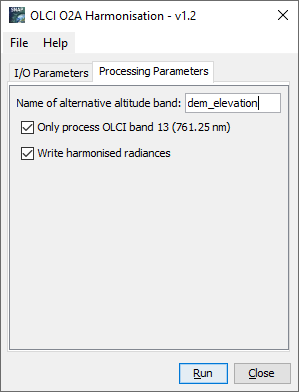 SNAP
OLCI O2A Harmonisation - v1.2
File Help
I/O Parameters Processing Parameters
Name of alternative altitude band: dem_elevation
Only process OLCI band 13 (761.25 nm)
Write harmonised radiances
Run Close